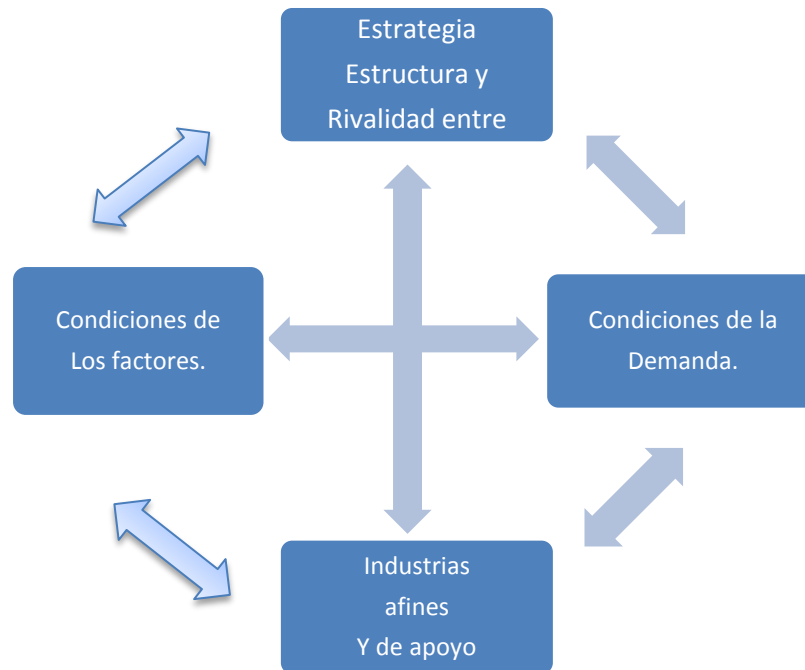 Estrategia
Estructura y
Rivalidad entre
Condiciones de
Los factores.
Condiciones de la
Demanda.
Industrias
afines
Y de apoyo